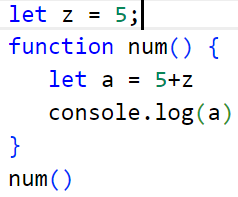 let z = 5;
function num() {
   let a = 5+z
   console.log(a)
}
num()